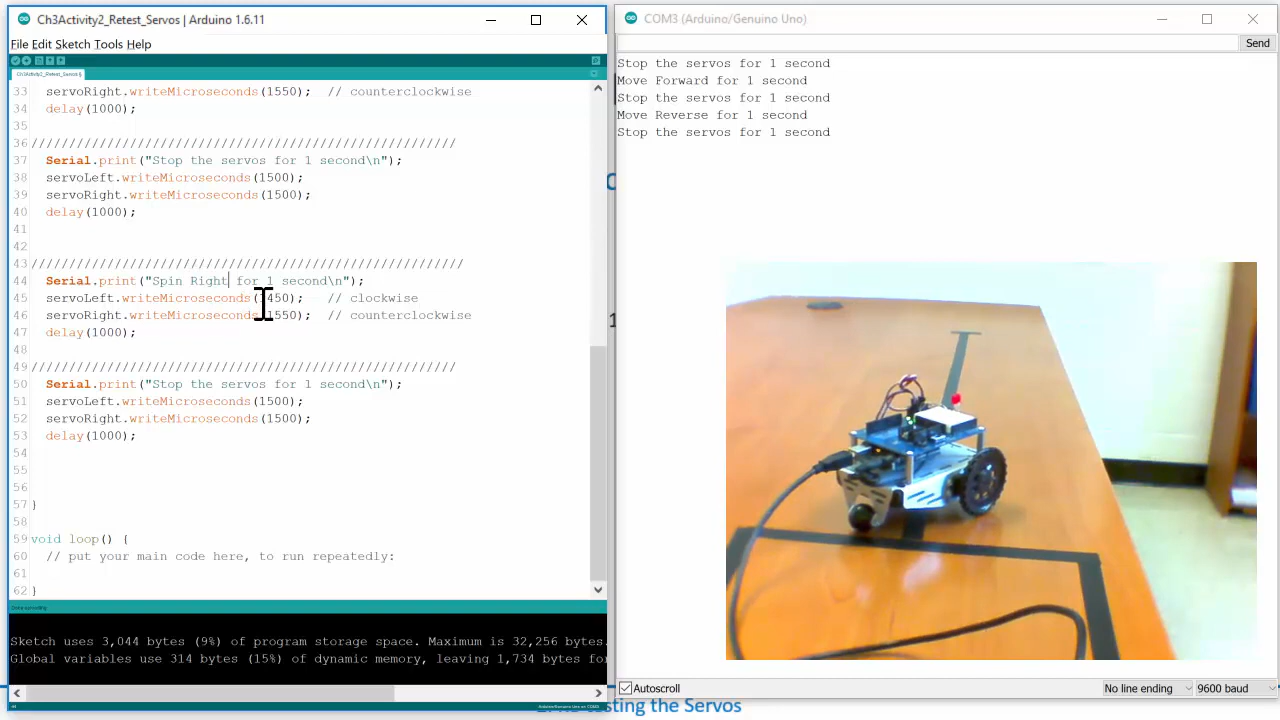 Ch3Activity2_Retest_Servos | Arduino 1.6.11
File Edit Sketch Tools Help
Ch3Activity2_Retest_Servos §
33 servoRight.writeMicroseconds(1550); // counterclockwise
34 delay(1000);
35
36 ////////////////////////////////////////////////////////
37 Serial.print("Stop the servos for 1 second\n");
38 servoLeft.writeMicroseconds(1500);
39 servoRight.writeMicroseconds(1500);
40 delay(1000);
41
42
43 /////////////////////////////////////////////////////////
44 Serial.print("Spin Right for 1 second\n");
45 servoLeft.writeMicroseconds(1450); // clockwise
46 servoRight.writeMicroseconds(1550); // counterclockwise
47 delay(1000);
48
49 ////////////////////////////////////////////////////////
50 Serial.print("Stop the servos for 1 second\n");
51 servoLeft.writeMicroseconds(1500);
52 servoRight.writeMicroseconds(1500);
53 delay(1000);
54
55
56
57 }
58
59 void loop() {
60 // put your main code here, to run repeatedly:
61
62 }
Done uploading.
Sketch uses 3,044 bytes (9%) of program storage space. Maximum is 32,256 bytes.
Global variables use 314 bytes (15%) of dynamic memory, leaving 1,734 bytes for
44
Arduino/Genuino Uno on COM3
COM3 (Arduino/Genuino Uno)
Send
Stop the servos for 1 second
Move Forward for 1 second
Stop the servos for 1 second
Move Reverse for 1 second
Stop the servos for 1 second
Autoscroll
No line ending
9600 baud
sting the Servos